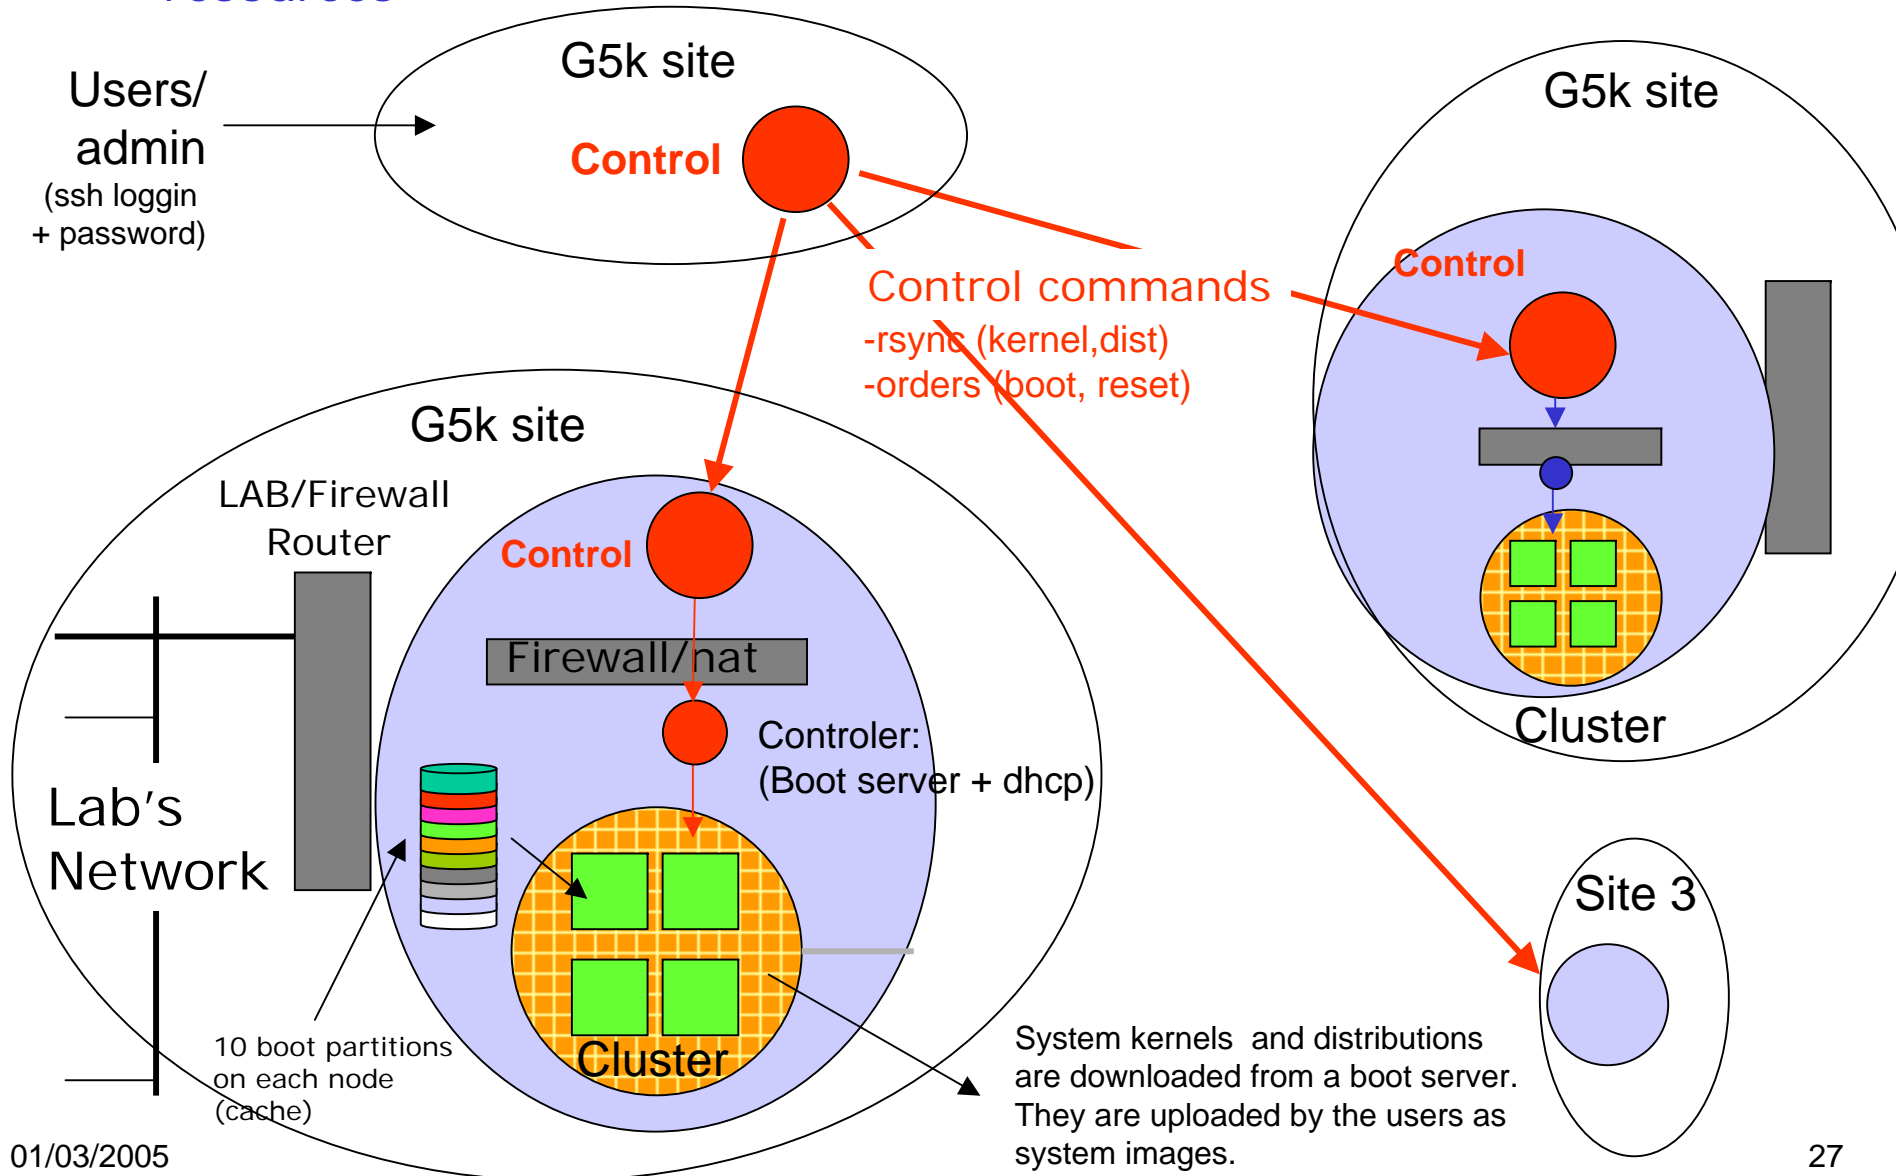 resources
G5k site
G5k site
Users/
admin
(ssh loggin
+ password)
Control
Control
Control commands
-rsync (kernel,dist)
-orders (boot, reset)
G5k site
LAB/Firewall
Router
Control
Firewall/nat
Controler:
(Boot server + dhcp)
Cluster
Lab's
Network
Site 3
10 boot partitions
on each node
(cache)
Cluster
System kernels and distributions
are downloaded from a boot server.
They are uploaded by the users as
system images.
01/03/2005
27